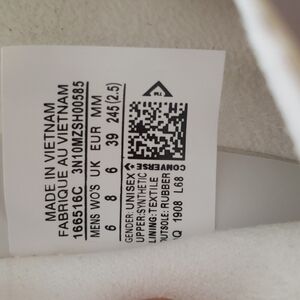 MADE IN VIETNAM
FABRIQUE AU VIETNAM
166516C 3N10MZSH00585
MENS WO'S UK EUR MM
6 8 6 39 245(2.5)
CONVERSE
GENDER:UNISEX
UPPER:SYNTHETIC
LINING:TEXTILE
OUTSOLE:RUBBER
1908 L68